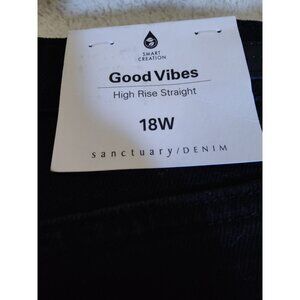 SMART
CREATION
Good Vibes
High Rise Straight
18W
sanctuary/DENIM